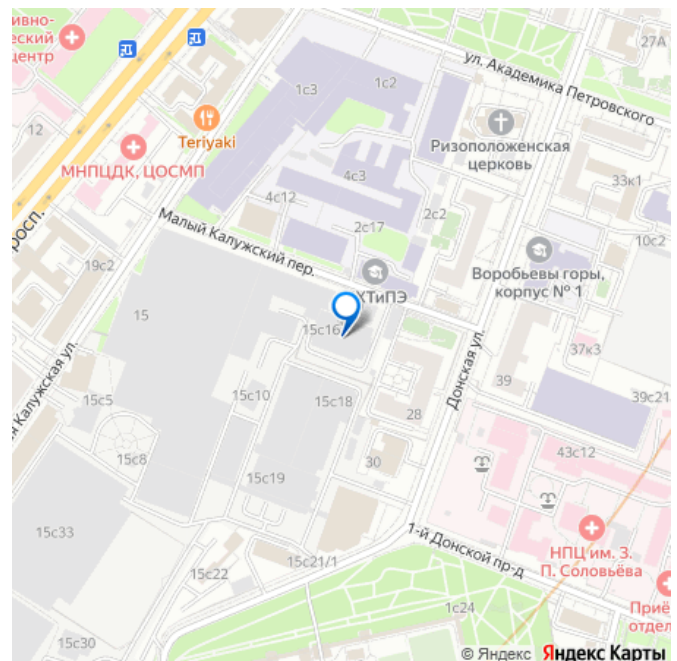 ивно-
еский
центр
12
27А
ул. Академика Петровского
1с3
1с2
Teriyaki
МНПЦДК, ЦОСМП
Ризоположенская
церковь
4с3
33к1
4с12
2с2
2с17
10с2
росп.
Малый Калужский пер.
19с2
Воробьевы горы,
корпус № 1
ХТиПЭ
15
15с16
Донская ул.
37к3
я Калужская ул.
39
39с21
15с5
15с10
15с18
28
43с12
15с8
30
15с19
15с33
1-й Донской пр-д
НПЦ им. З.
П. Соловьёва
15с21/1
15с22
Приё
отдел
1с24
15с30
© Яндекс Яндекс Карты